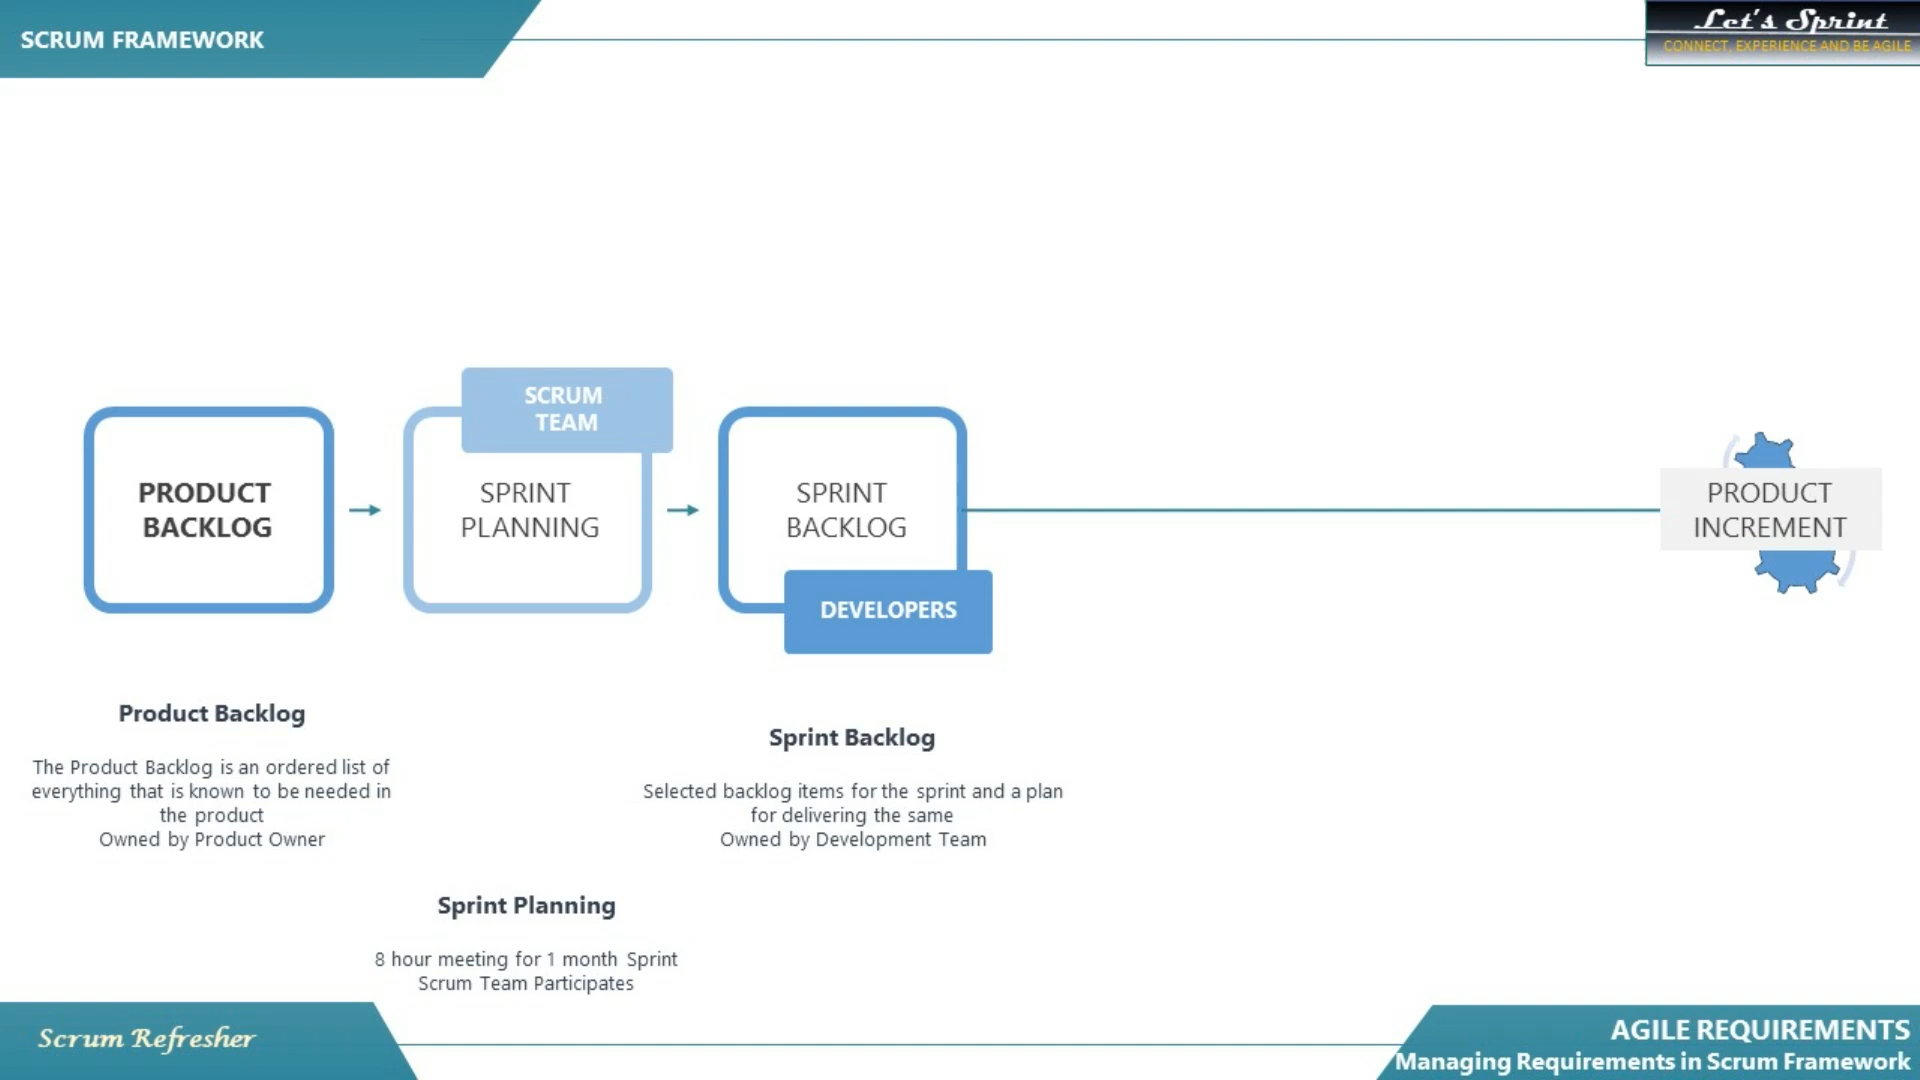 SCRUM FRAMEWORK
Let's Sprint
CONNECT, EXPERIENCE AND BE AGILE
SCRUM
TEAM
PRODUCT
BACKLOG
SPRINT
PLANNING
SPRINT
BACKLOG
PRODUCT
INCREMENT
DEVELOPERS
Product Backlog
The Product Backlog is an ordered list of
everything that is known to be needed in
the product
Owned by Product Owner
Sprint Backlog
Selected backlog items for the sprint and a plan
for delivering the same
Owned by Development Team
Sprint Planning
8 hour meeting for 1 month Sprint
Scrum Team Participates
Scrum Refresher
AGILE REQUIREMENTS
Managing Requirements in Scrum Framework